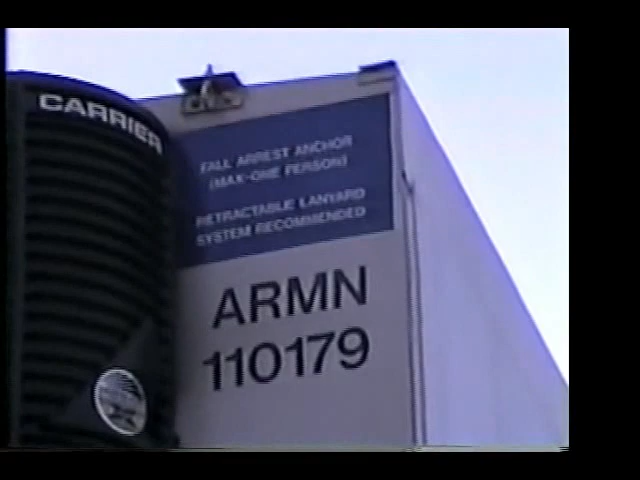 CARRIER
FALL ARREST ANCHOR
(MAX-ONE PERSON)
RETRACTABLE LANYARD
SYSTEM RECOMMENDED
ARMN
110179